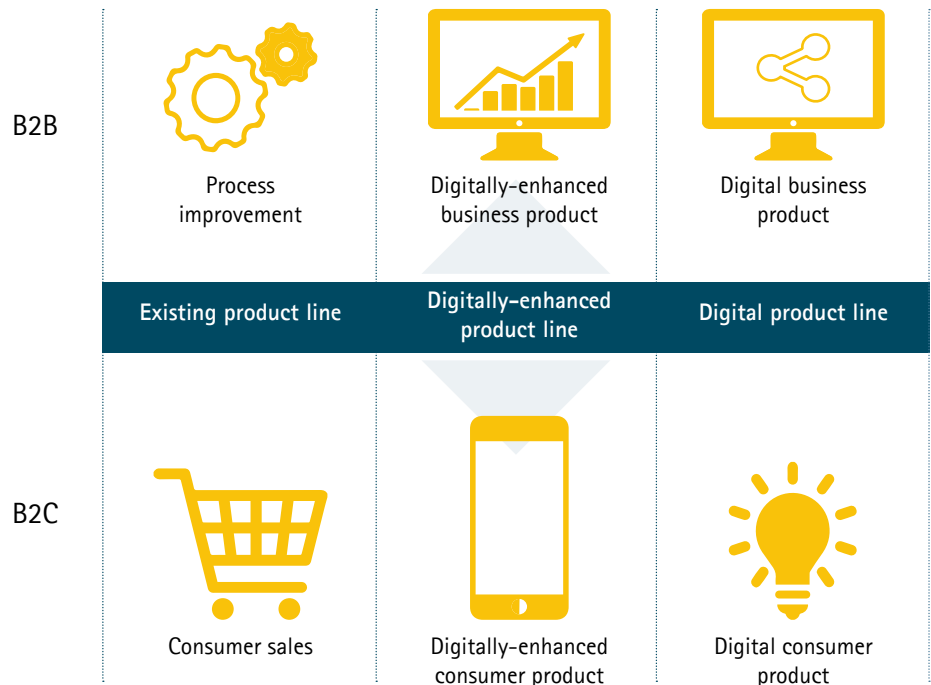 B2B
Process
improvement
Digitally-enhanced
business product
Digital business
product
Existing product line
Digitally-enhanced
product line
Digital product line
B2C
Consumer sales
Digitally-enhanced
consumer product
Digital consumer
product